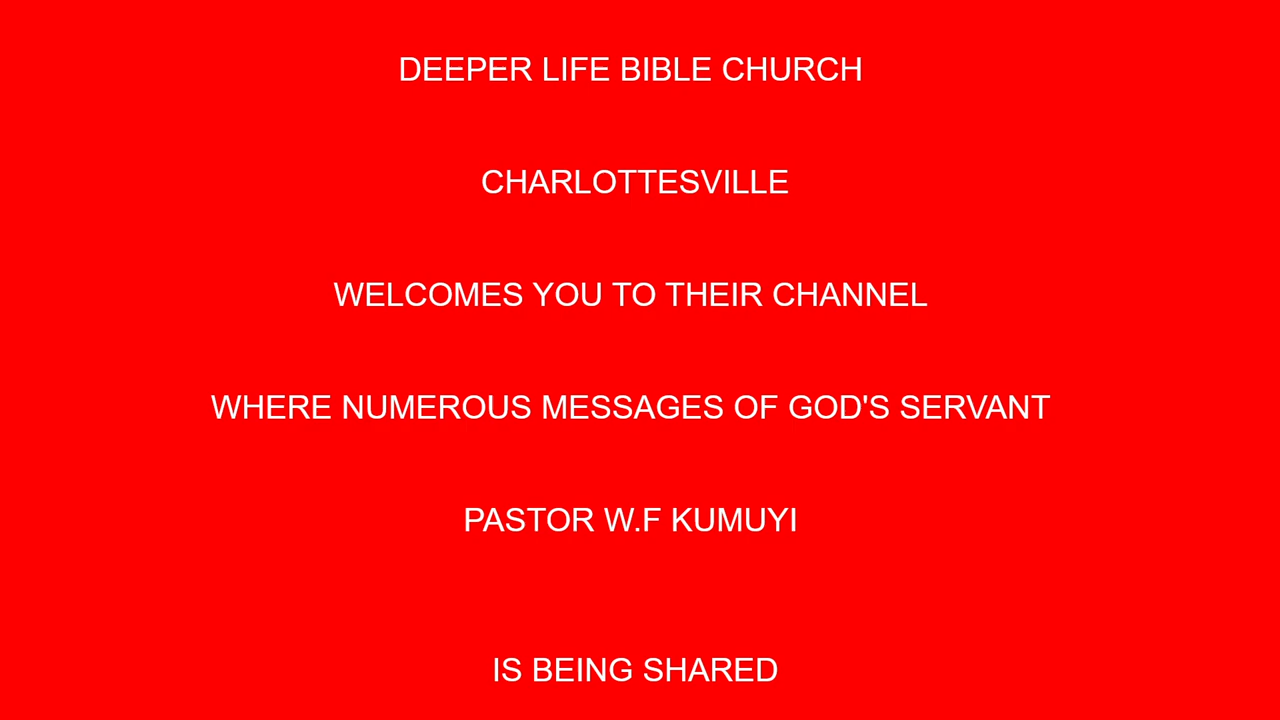 DEEPER LIFE BIBLE CHURCH
CHARLOTTESVILLE
WELCOMES YOU TO THEIR CHANNEL
WHERE NUMEROUS MESSAGES OF GOD'S SERVANT
PASTOR W.F KUMUYI
IS BEING SHARED